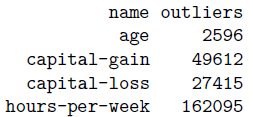 name outliers
age 2596
capital-gain 49612
capital-loss 27415
hours-per-week 162095